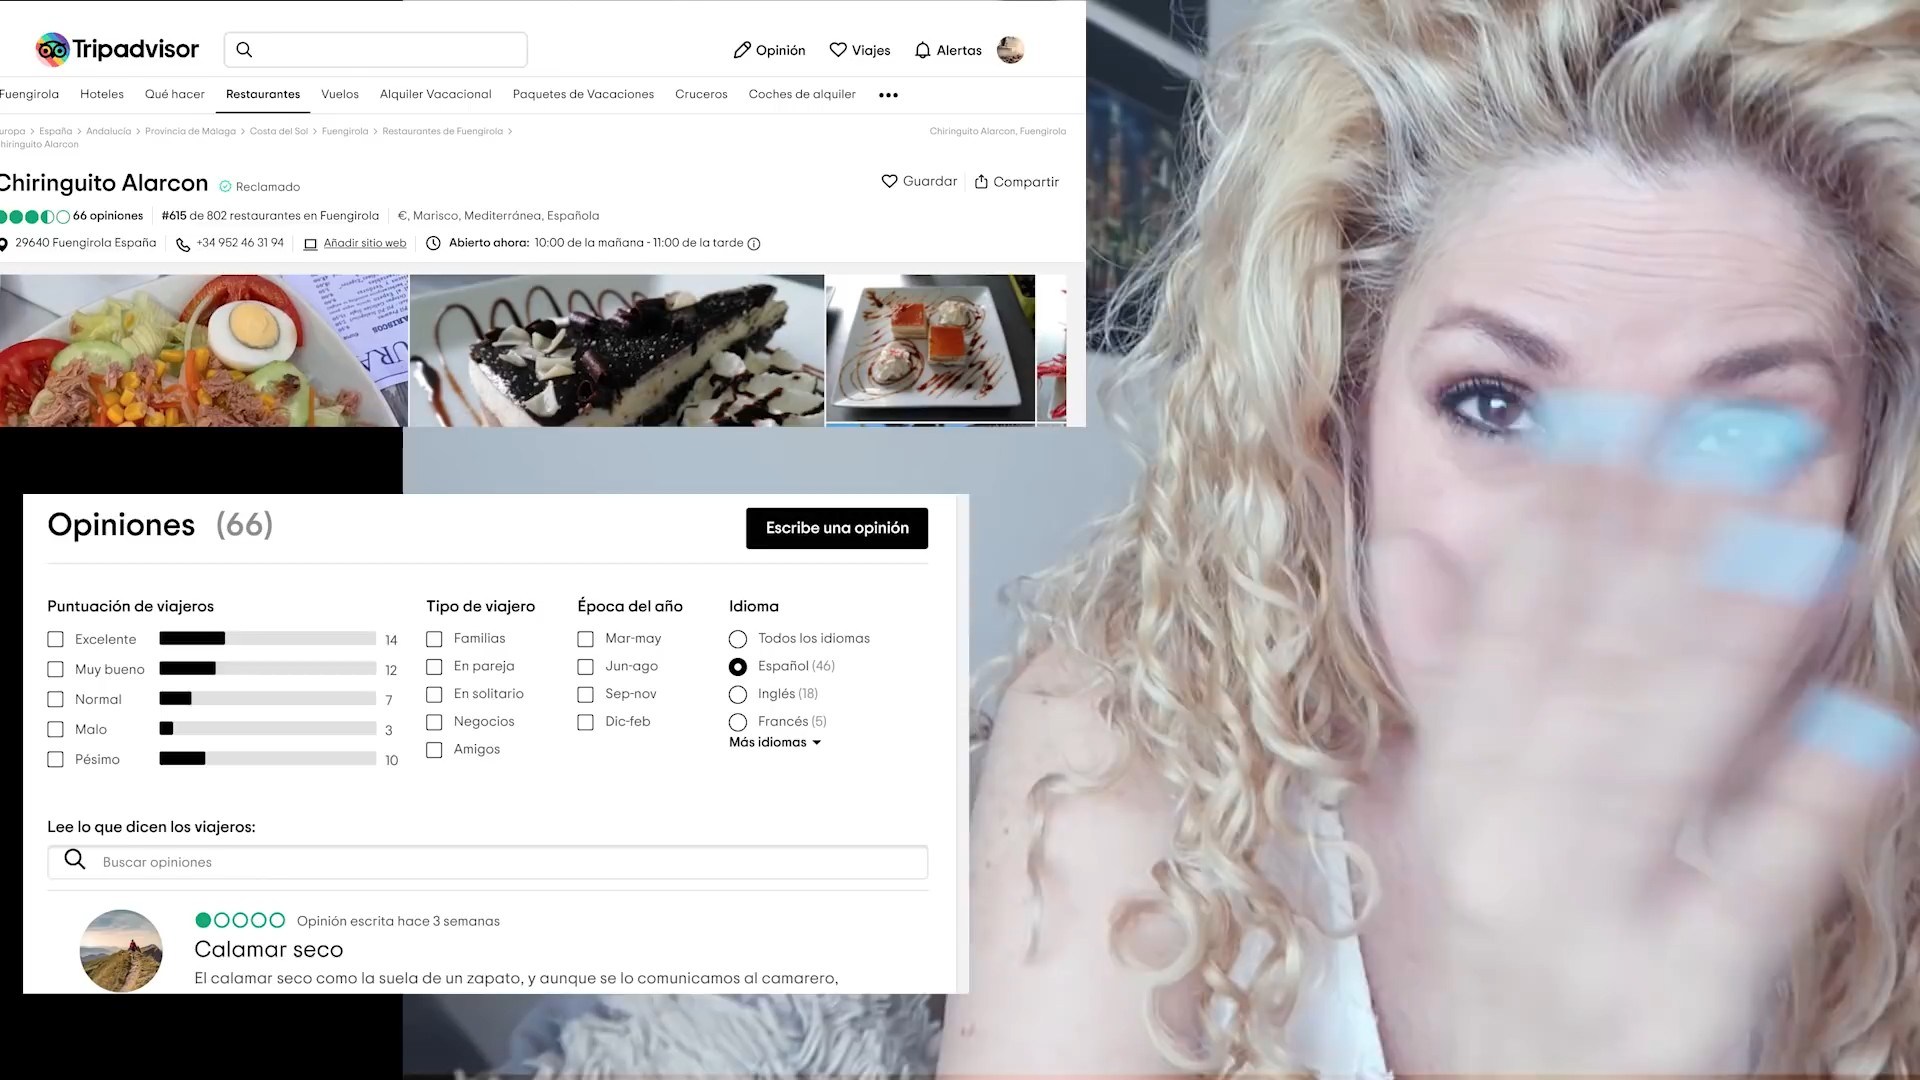 Tripadvisor
Opinión
Viajes
Alertas
Fuengirola Hoteles Qué hacer Restaurantes Vuelos Alquiler Vacacional Paquetes de Vacaciones Cruceros Coches de alquiler •••
uropa > España > Andalucía > Provincia de Málaga > Costa del Sol > Fuengirola > Restaurantes de Fuengirola >
hiringuito Alarcon
Chiringuito Alarcon, Fuengirola
Chiringuito Alarcon Reclamado
Guardar
Compartir
66 opiniones #615 de 802 restaurantes en Fuengirola €, Marisco, Mediterránea, Española
29640 Fuengirola España +34 952 46 31 94 Añadir sitio web Abierto ahora: 10:00 de la mañana - 11:00 de la tarde
Opiniones (66)
Escribe una opinión
Puntuación de viajeros
Excelente 14
Muy bueno 12
Normal 7
Malo 3
Pésimo 10
Tipo de viajero
Familias
En pareja
En solitario
Negocios
Amigos
Época del año
Mar-may
Jun-ago
Sep-nov
Dic-feb
Idioma
Todos los idiomas
Español (46)
Inglés (18)
Francés (5)
Más idiomas
Lee lo que dicen los viajeros:
Buscar opiniones
Opinión escrita hace 3 semanas
Calamar seco
El calamar seco como la suela de un zapato, y aunque se lo comunicamos al camarero,